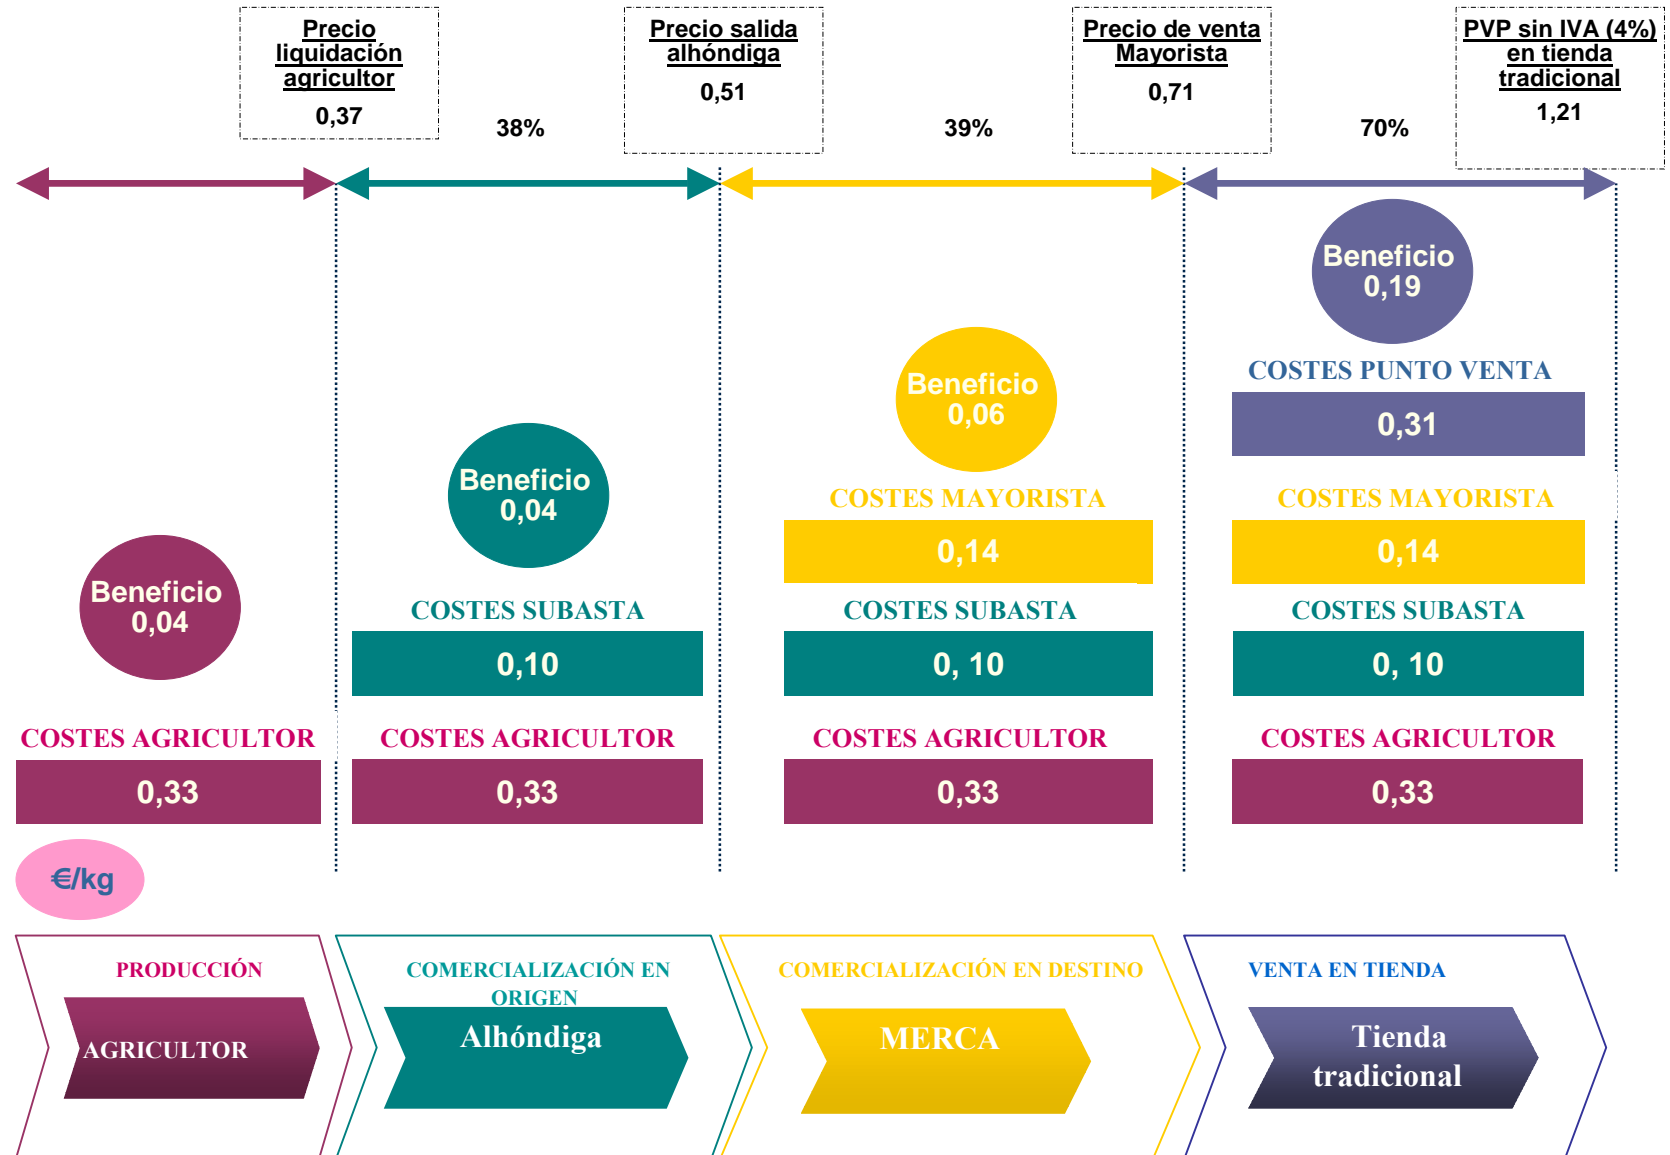 Precio
liquidación
agricultor
0,37
38%
Precio salida
alhóndiga
0,51
39%
Precio de venta
Mayorista
0,71
70%
PVP sin IVA (4%)
en tienda
tradicional
1,21
Beneficio
0,04
COSTES AGRICULTOR
0,33
Beneficio
0,04
COSTES SUBASTA
0,10
COSTES AGRICULTOR
0,33
Beneficio
0,06
COSTES MAYORISTA
0,14
COSTES SUBASTA
0, 10
COSTES AGRICULTOR
0,33
Beneficio
0,19
COSTES PUNTO VENTA
0,31
COSTES MAYORISTA
0,14
COSTES SUBASTA
0, 10
COSTES AGRICULTOR
0,33
€/kg
PRODUCCIÓN
AGRICULTOR
COMERCIALIZACIÓN EN
ORIGEN
Alhóndiga
COMERCIALIZACIÓN EN DESTINO
MERCA
VENTA EN TIENDA
Tienda
tradicional